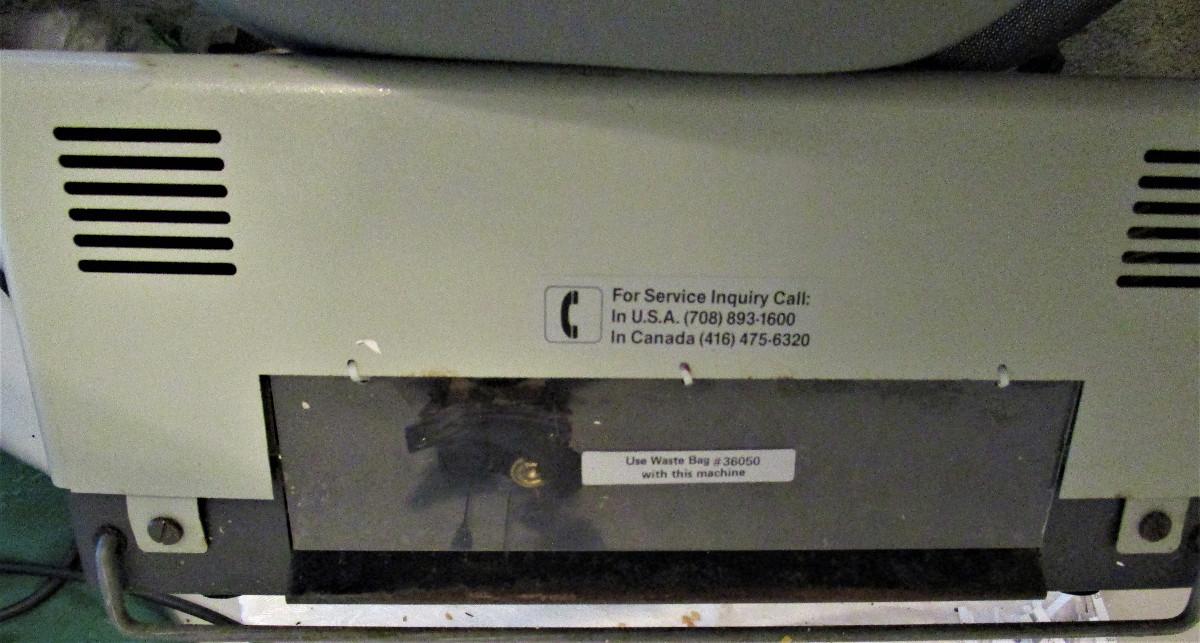 For Service Inquiry Call:
In U.S.A. (708) 893-1600
In Canada (416) 475-6320
Use Waste Bag #36050
with this machine